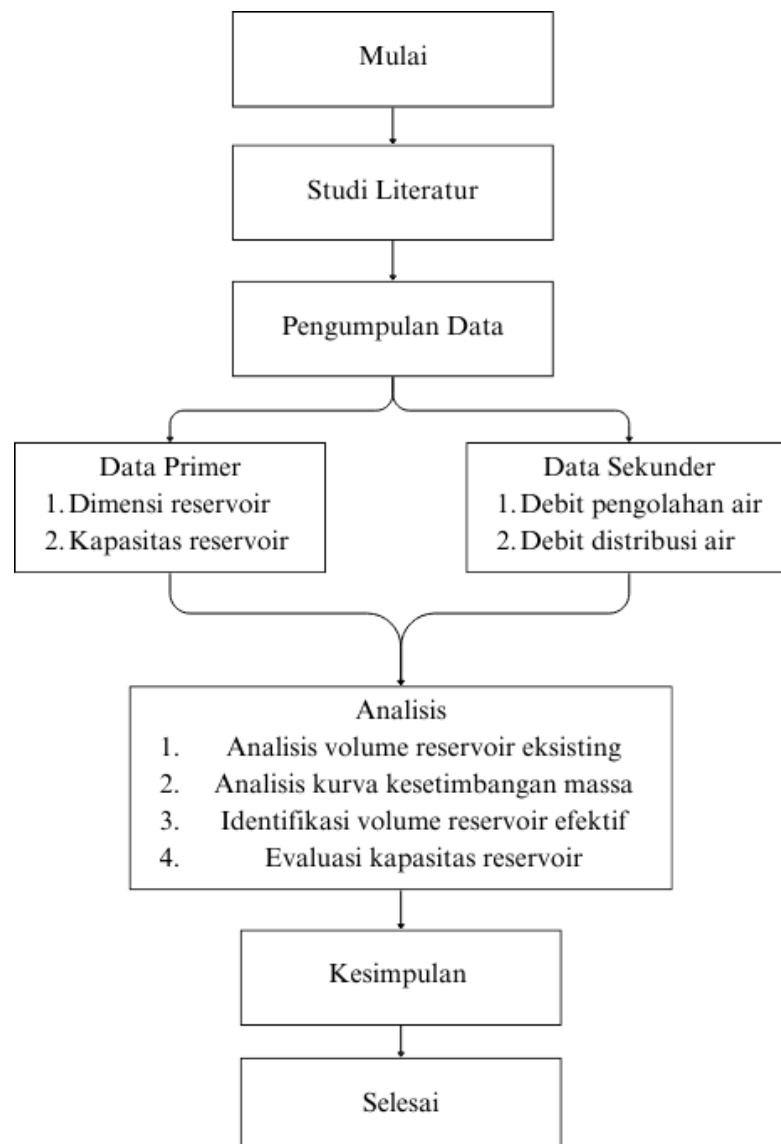 Mulai
Studi Literatur
Pengumpulan Data
Data Primer
1. Dimensi reservoir
2. Kapasitas reservoir
Data Sekunder
1. Debit pengolahan air
2. Debit distribusi air
Analisis
1. Analisis volume reservoir eksisting
2. Analisis kurva kesetimbangan massa
3. Identifikasi volume reservoir efektif
4. Evaluasi kapasitas reservoir
Kesimpulan
Selesai